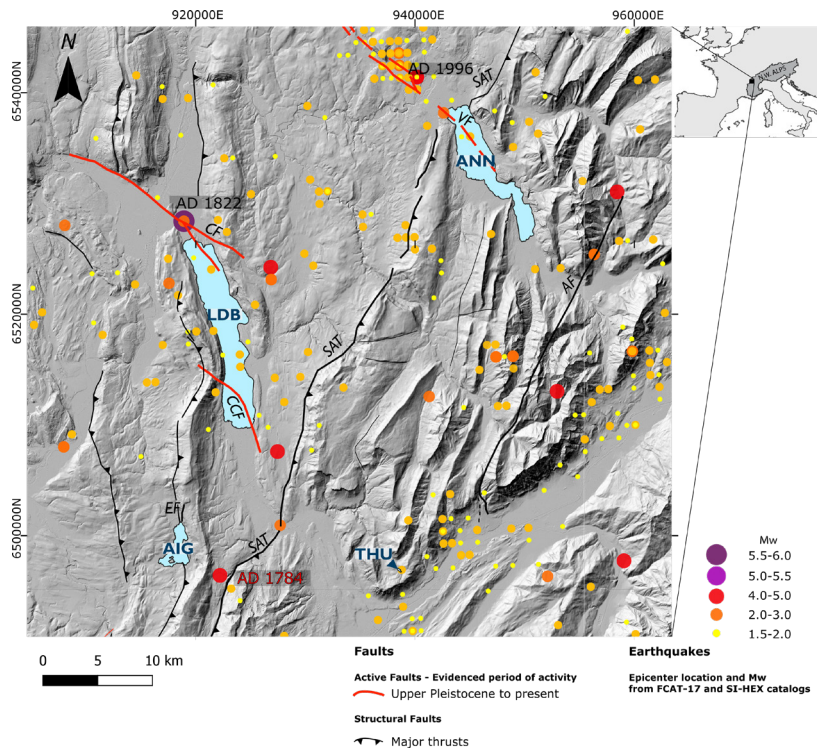 920000E
940000E
960000E
N
AD 1996
SAT
VF
ANN
6540000N
N.W. ALPS
AD 1822
CF
AF
LDB
6520000N
SAT
CCF
EF
AIG
SAT
THU
6500000N
AD 1784
Mw
5.5-6.0
5.0-5.5
4.0-5.0
2.0-3.0
1.5-2.0
0 5 10 km
Faults
Active Faults - Evidenced period of activity
Upper Pleistocene to present
Structural Faults
Major thrusts
Earthquakes
Epicenter location and Mw
from FCAT-17 and SI-HEX catalogs